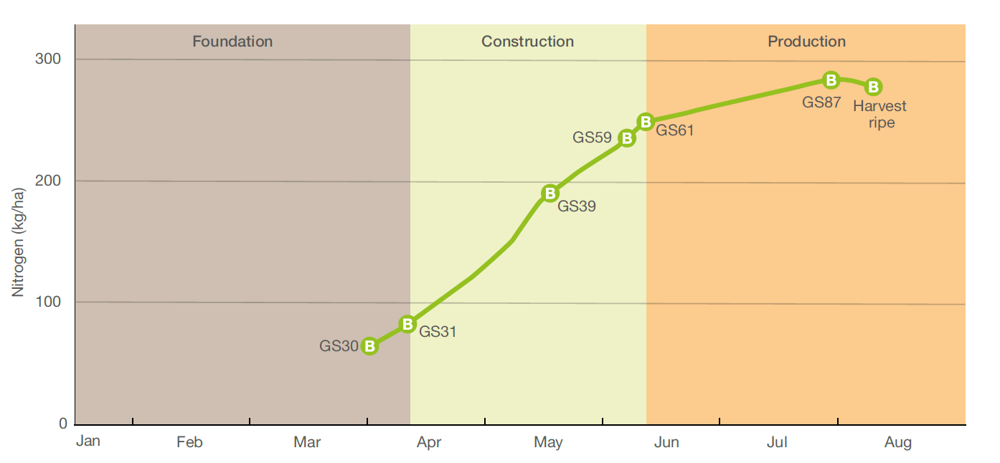 Foundation
Construction
Production
300
200
100
0
Nitrogen (kg/ha)
B
GS30
B
GS31
B
GS39
B
GS59
B
GS61
B
GS87
B
Harvest
ripe
Jan
Feb
Mar
Apr
May
Jun
Jul
Aug